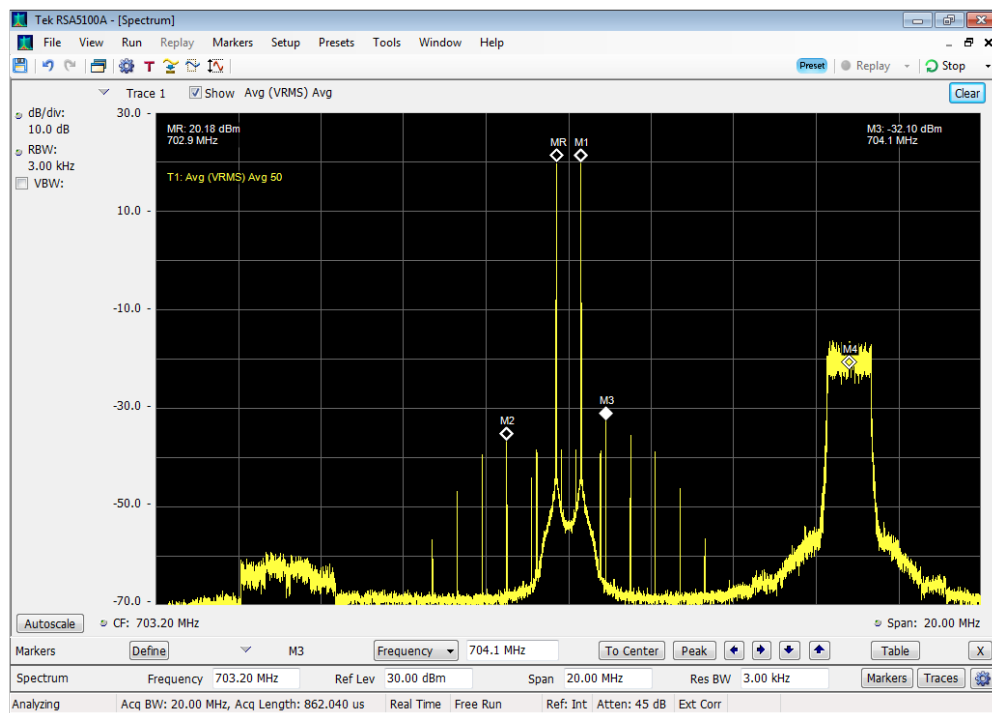 Tek RSA5100A - [Spectrum]
File View Run Replay Markers Setup Presets Tools Window Help
T Preset Replay Stop
Trace 1 Show Avg (VRMS) Avg Clear
dB/div:
10.0 dB
RBW:
3.00 kHz
VBW:
30.0 -
10.0 -
-10.0 -
-30.0 -
-50.0 -
-70.0 -
MR: 20.18 dBm
702.9 MHz
M3: -32.10 dBm
704.1 MHz
T1: Avg (VRMS) Avg 50
MR M1
M4
M3
M2
Autoscale CF: 703.20 MHz Span: 20.00 MHz
Markers Define M3 Frequency 704.1 MHz To Center Peak Table X
Spectrum Frequency 703.20 MHz Ref Lev 30.00 dBm Span 20.00 MHz Res BW 3.00 kHz Markers Traces
Analyzing Acq BW: 20.00 MHz, Acq Length: 862.040 us Real Time Free Run Ref: Int Atten: 45 dB Ext Corr